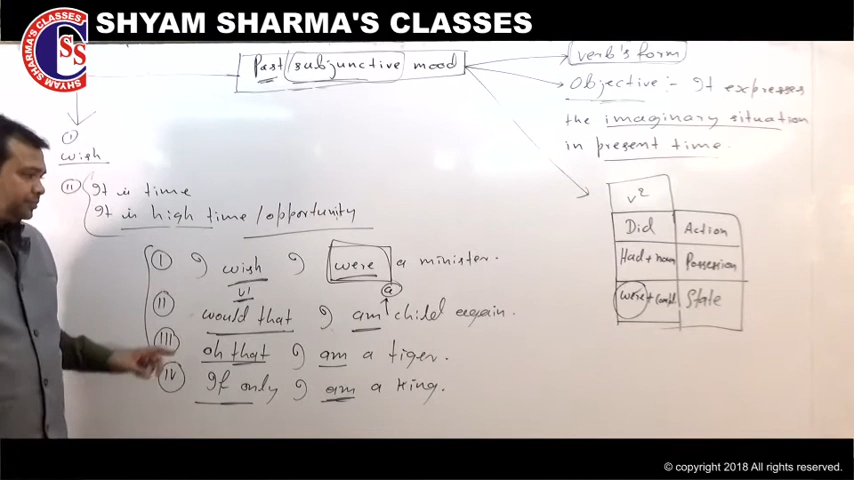 SHYAM SHARMA'S CLASSES
SHYAM SHARMA'S CLASSES
CSS
Past/subjunctive mood
verb's form
Objective:- It expresses
the imaginary situation
in present time.
(i)
wish
(ii) It is time
It is high time/opportunity
V²
Did Action
Had + noun Possession
were + compl State
(I) I wish I were a minister.
V1
a
(II) would that I am child again.
(III) oh that I am a tiger.
(IV) If only I am a King.
© copyright 2018 All rights reserved.